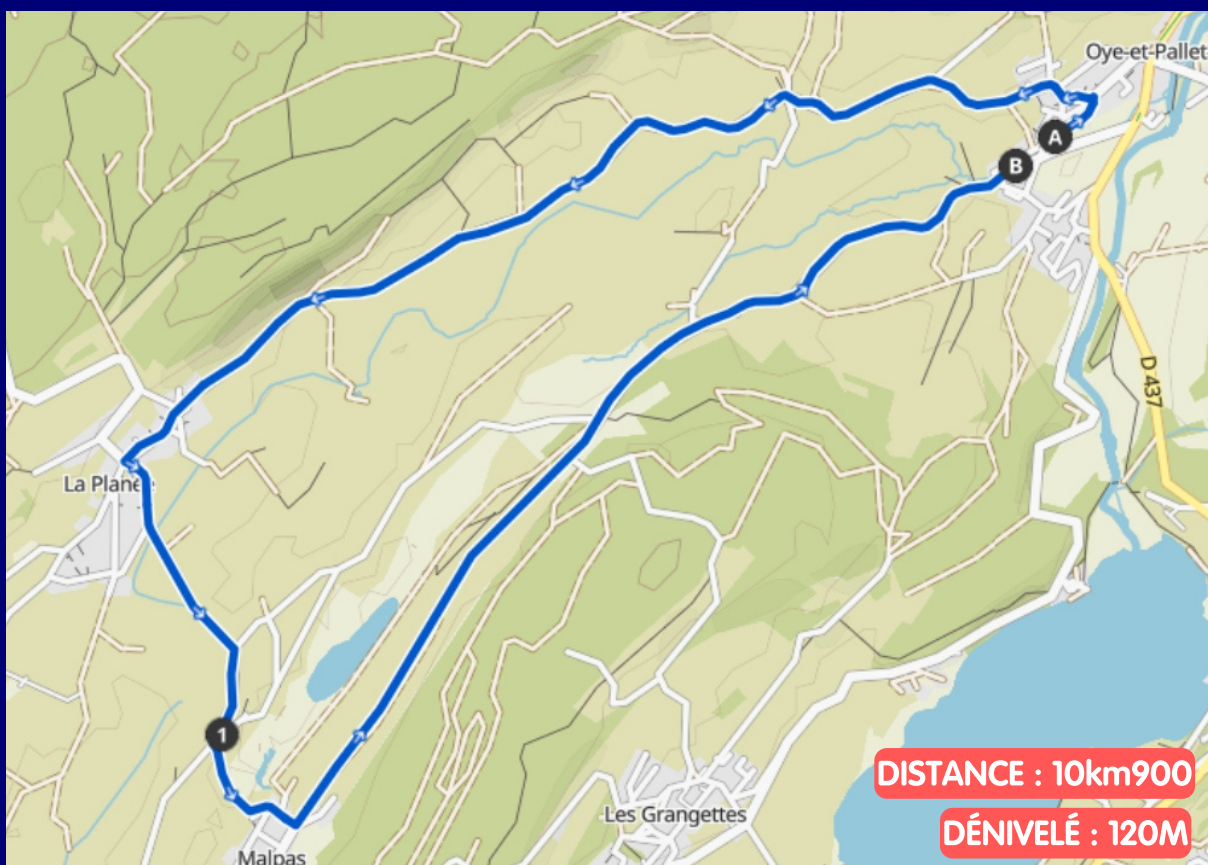 Oye-et-Pallet
A
B
D 437
La Planée
1
DISTANCE : 10km900
Les Grangettes
DÉNIVELÉ : 120M
Malpas